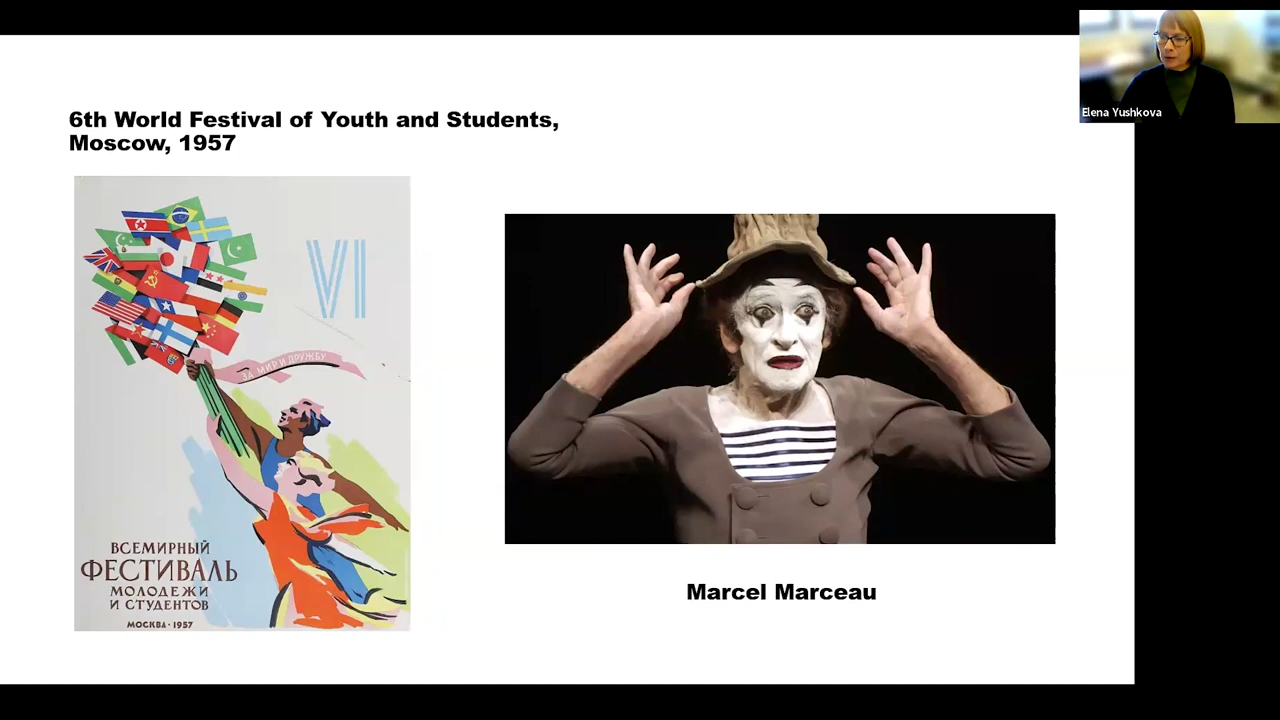 Elena Yushkova
6th World Festival of Youth and Students,
Moscow, 1957
VI
ЗА МИР И ДРУЖБУ
ВСЕМИРНЫЙ
ФЕСТИВАЛЬ
МОЛОДЕЖИ
И СТУДЕНТОВ
МОСКВА · 1957
Marcel Marceau